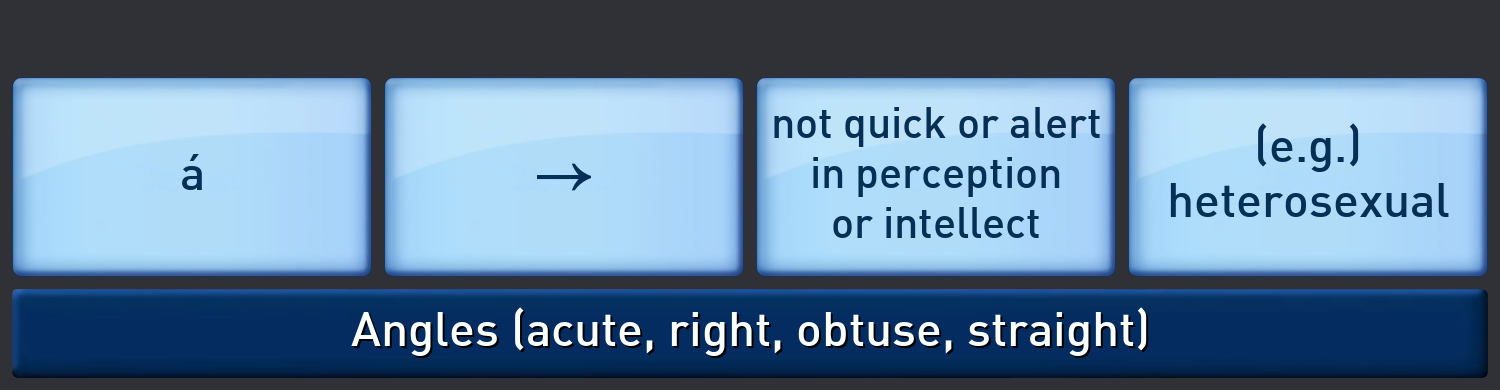 á
→
not quick or alert
in perception
or intellect
(e.g.)
heterosexual
Angles (acute, right, obtuse, straight)